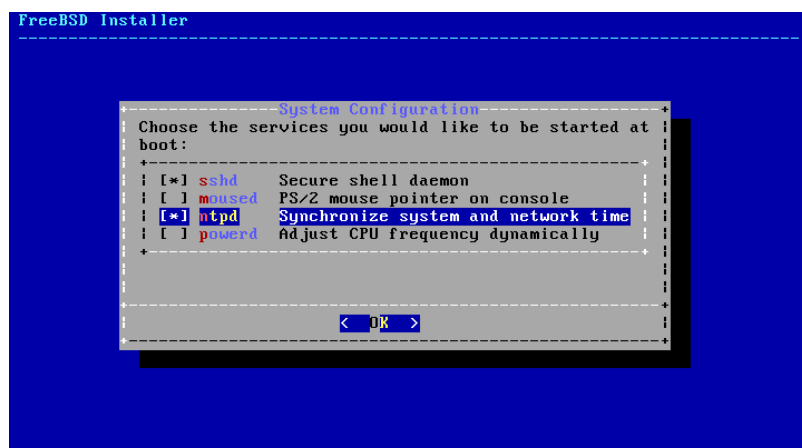 FreeBSD Installer
System Configuration
Choose the services you would like to be started at
boot:
[*] sshd Secure shell daemon
[ ] moused PS/2 mouse pointer on console
[*] ntpd Synchronize system and network time
[ ] powerd Adjust CPU frequency dynamically
< OK >